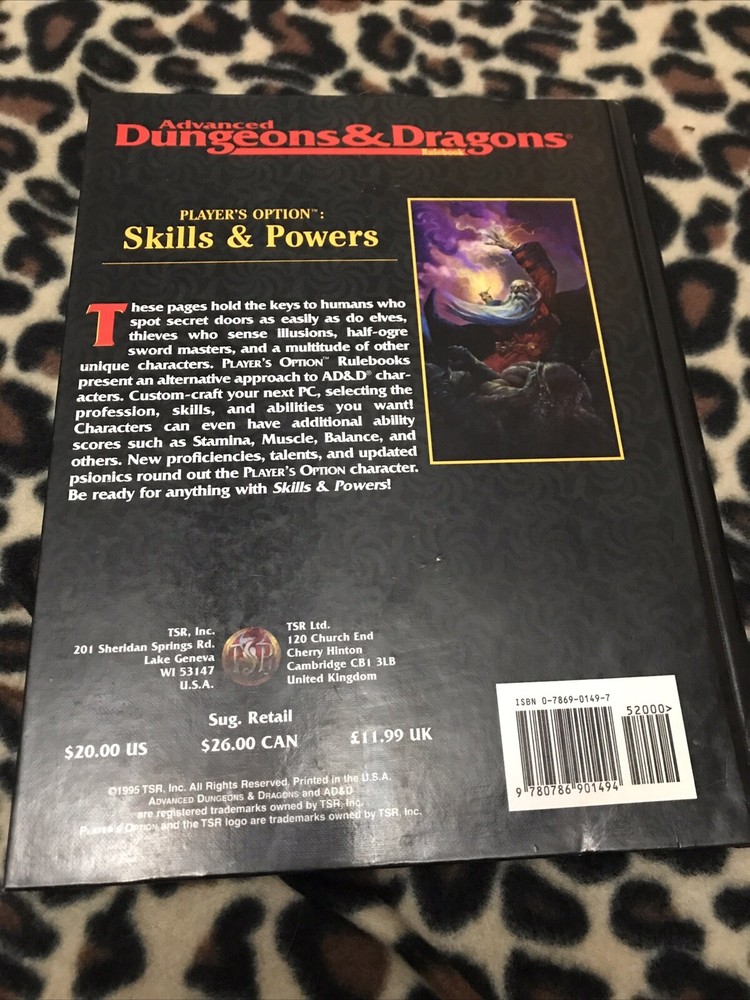 Advanced
Dungeons & Dragons®
Rulebook
PLAYER'S OPTION™:
Skills & Powers
These pages hold the keys to humans who
spot secret doors as easily as do elves,
thieves who sense illusions, half-ogre
sword masters, and a multitude of other
unique characters. PLAYER'S OPTION™ Rulebooks
present an alternative approach to AD&D® char-
acters. Custom-craft your next PC, selecting the
profession, skills, and abilities you want!
Characters can even have additional ability
scores such as Stamina, Muscle, Balance, and
others. New proficiencies, talents, and updated
psionics round out the PLAYER'S OPTION character.
Be ready for anything with Skills & Powers!
TSR, Inc.
201 Sheridan Springs Rd.
Lake Geneva
WI 53147
U.S.A.
TSR
TSR Ltd.
120 Church End
Cherry Hinton
Cambridge CB1 3LB
United Kingdom
Sug. Retail
$20.00 US $26.00 CAN £11.99 UK
©1995 TSR, Inc. All Rights Reserved. Printed in the U.S.A.
ADVANCED DUNGEONS & DRAGONS and AD&D
are registered trademarks owned by TSR, Inc.
PLAYER'S OPTION and the TSR logo are trademarks owned by TSR, Inc.
ISBN 0-7869-0149-7
52000>
9 780786 901494